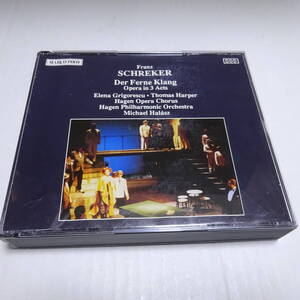 MARCO POLO
DDD
Franz
SCHREKER
Der Ferne Klang
Opera in 3 Acts
Elena Grigorescu • Thomas Harper
Hagen Opera Chorus
Hagen Philharmonic Orchestra
Michael Halász